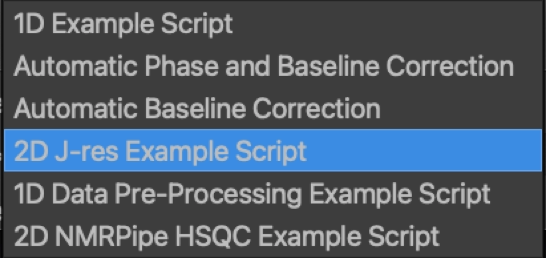 1D Example Script
Automatic Phase and Baseline Correction
Automatic Baseline Correction
2D J-res Example Script
1D Data Pre-Processing Example Script
2D NMRPipe HSQC Example Script